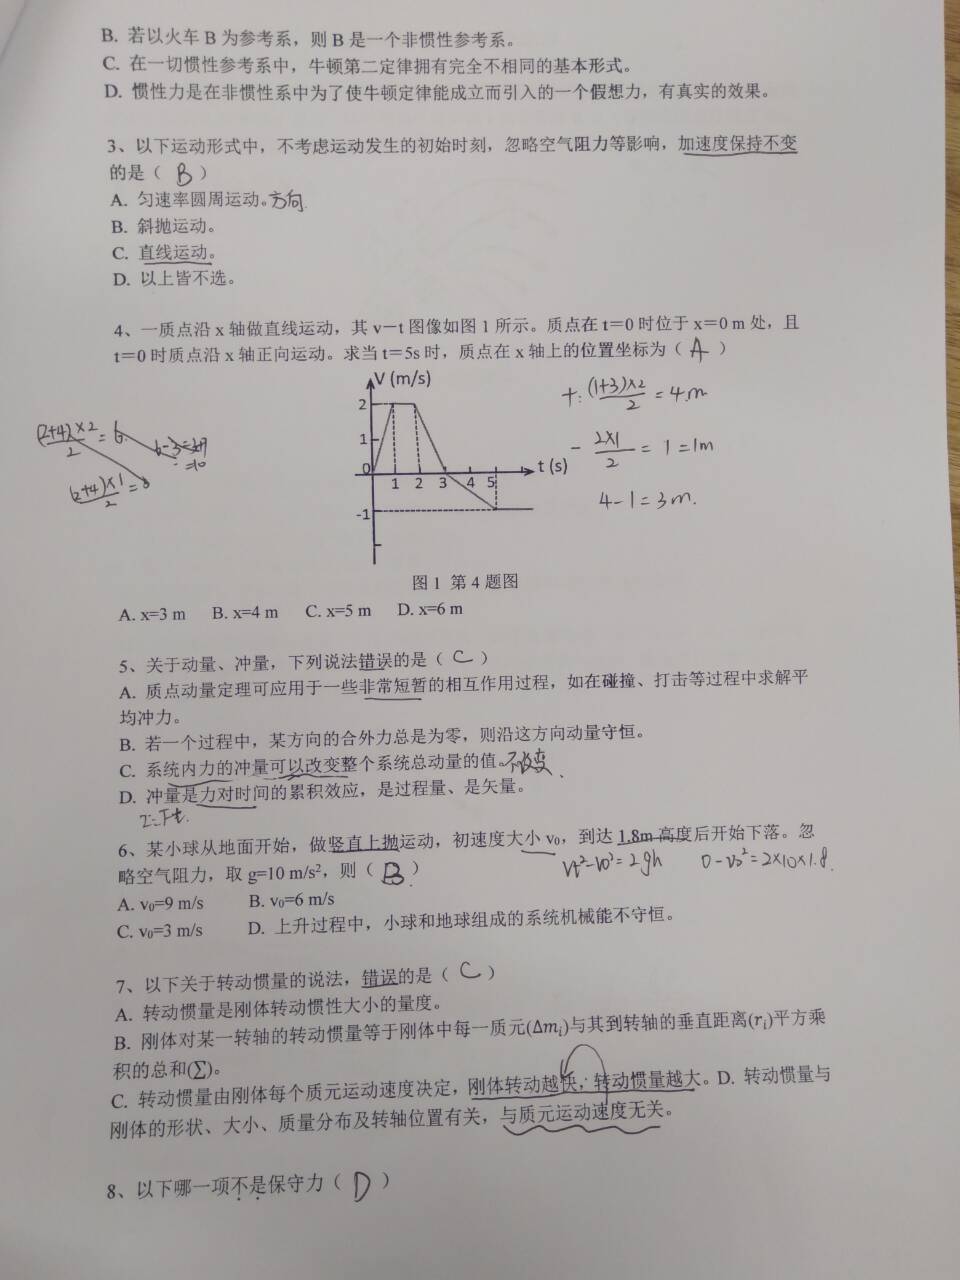 B. 若以火车 B 为参考系，则 B 是一个非惯性参考系。
C. 在一切惯性参考系中，牛顿第二定律拥有完全不相同的基本形式。
D. 惯性力是在非惯性系中为了使牛顿定律能成立而引入的一个假想力，有真实的效果。
3、以下运动形式中，不考虑运动发生的初始时刻，忽略空气阻力等影响，加速度保持不变
的是（ B ）
A. 匀速率圆周运动。方向
B. 斜抛运动。
C. 直线运动。
D. 以上皆不选。
4、一质点沿 x 轴做直线运动，其 v－t 图像如图 1 所示。质点在 t=0 时位于 x=0 m 处，且
t=0 时质点沿 x 轴正向运动。求当 t=5s 时，质点在 x 轴上的位置坐标为（ A ）
V (m/s)
2
1
0
-1
1 2 3 4 5
t (s)
(2+4)×2/2 = 6
+: (1+3)×2/2 = 4m
- 2×1/2 = 1 = 1m
4-1=3m.
图 1 第 4 题图
A. x=3 m B. x=4 m C. x=5 m D. x=6 m
5、关于动量、冲量，下列说法错误的是（ C ）
A. 质点动量定理可应用于一些非常短暂的相互作用过程，如在碰撞、打击等过程中求解平
均冲力。
B. 若一个过程中，某方向的合外力总是为零，则沿这方向动量守恒。
C. 系统内力的冲量可以改变整个系统总动量的值。不改变
D. 冲量是力对时间的累积效应，是过程量、是矢量。
I=Ft.
6、某小球从地面开始，做竖直上抛运动，初速度大小 v₀，到达 1.8m 高度后开始下落。忽
略空气阻力，取 g=10 m/s²，则（ B ）
Vt²-V0²=2gh 0-V0²=2×10×1.8.
A. v₀=9 m/s B. v₀=6 m/s
C. v₀=3 m/s D. 上升过程中，小球和地球组成的系统机械能不守恒。
7、以下关于转动惯量的说法，错误的是（ C ）
A. 转动惯量是刚体转动惯性大小的量度。
B. 刚体对某一转轴的转动惯量等于刚体中每一质元(Δmᵢ)与其到转轴的垂直距离(rᵢ)平方乘
积的总和(∑)。
C. 转动惯量由刚体每个质元运动速度决定，刚体转动越快，转动惯量越大。D. 转动惯量与
刚体的形状、大小、质量分布及转轴位置有关，与质元运动速度无关。
8、以下哪一项不是保守力（ D ）